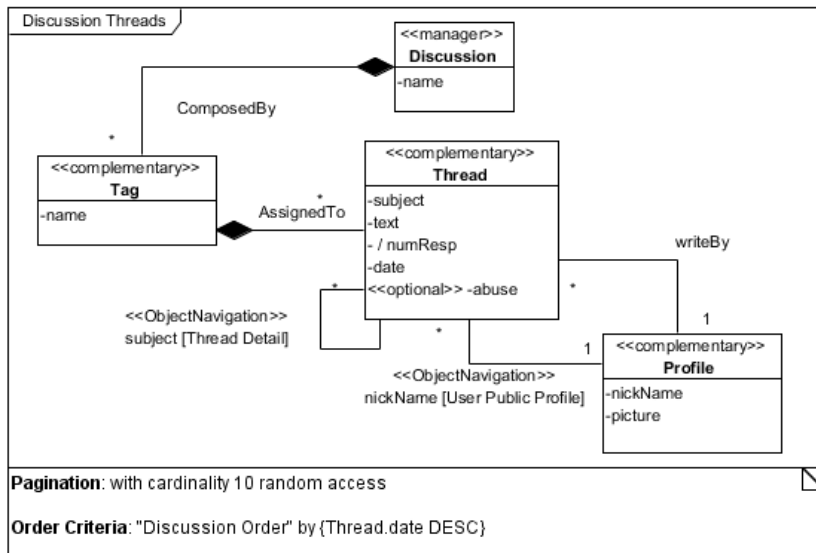 Discussion Threads
<<manager>>
Discussion
-name
ComposedBy
*
<<complementary>>
Tag
-name
AssignedTo
*
<<complementary>>
Thread
-subject
-text
- / numResp
-date
<<optional>> -abuse
writeBy
*
1
*
<<ObjectNavigation>>
subject [Thread Detail]
*
1
<<ObjectNavigation>>
nickName [User Public Profile]
<<complementary>>
Profile
-nickName
-picture
Pagination: with cardinality 10 random access
Order Criteria: "Discussion Order" by {Thread.date DESC}